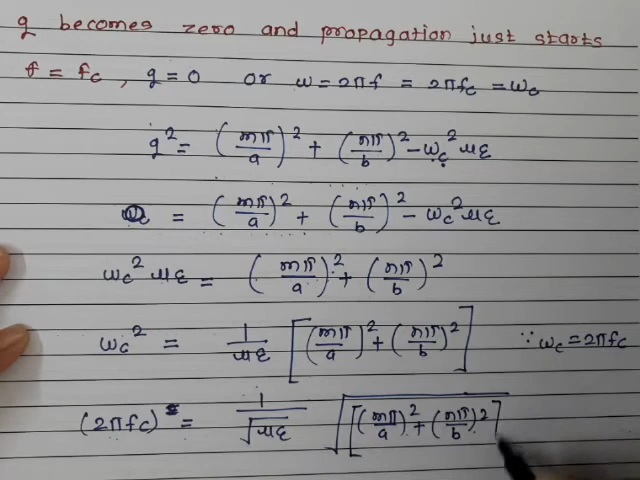 g becomes zero and propagation just starts
f = fc , g = 0 or ω = 2πf = 2πfc = ωc
g² = (mπ/a)² + (nπ/b)² - ωc²με
= (mπ/a)² + (nπ/b)² - ωc²με
ωc²με = (mπ/a)² + (nπ/b)²
ωc² = 1/με [(mπ/a)² + (nπ/b)²] ∵ ωc = 2πfc
(2πfc) = 1/√με √[(mπ/a)² + (nπ/b)²]